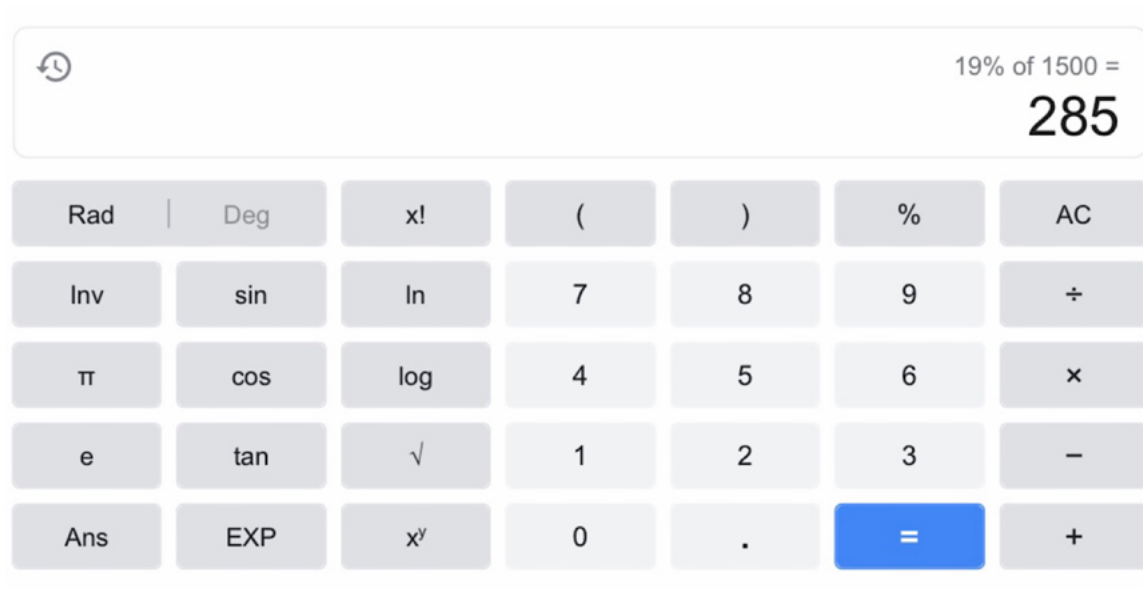 19% of 1500 =
285
Rad | Deg x! ( ) % AC
Inv sin ln 7 8 9 ÷
π cos log 4 5 6 ×
e tan √ 1 2 3 −
Ans EXP xʸ 0 . = +